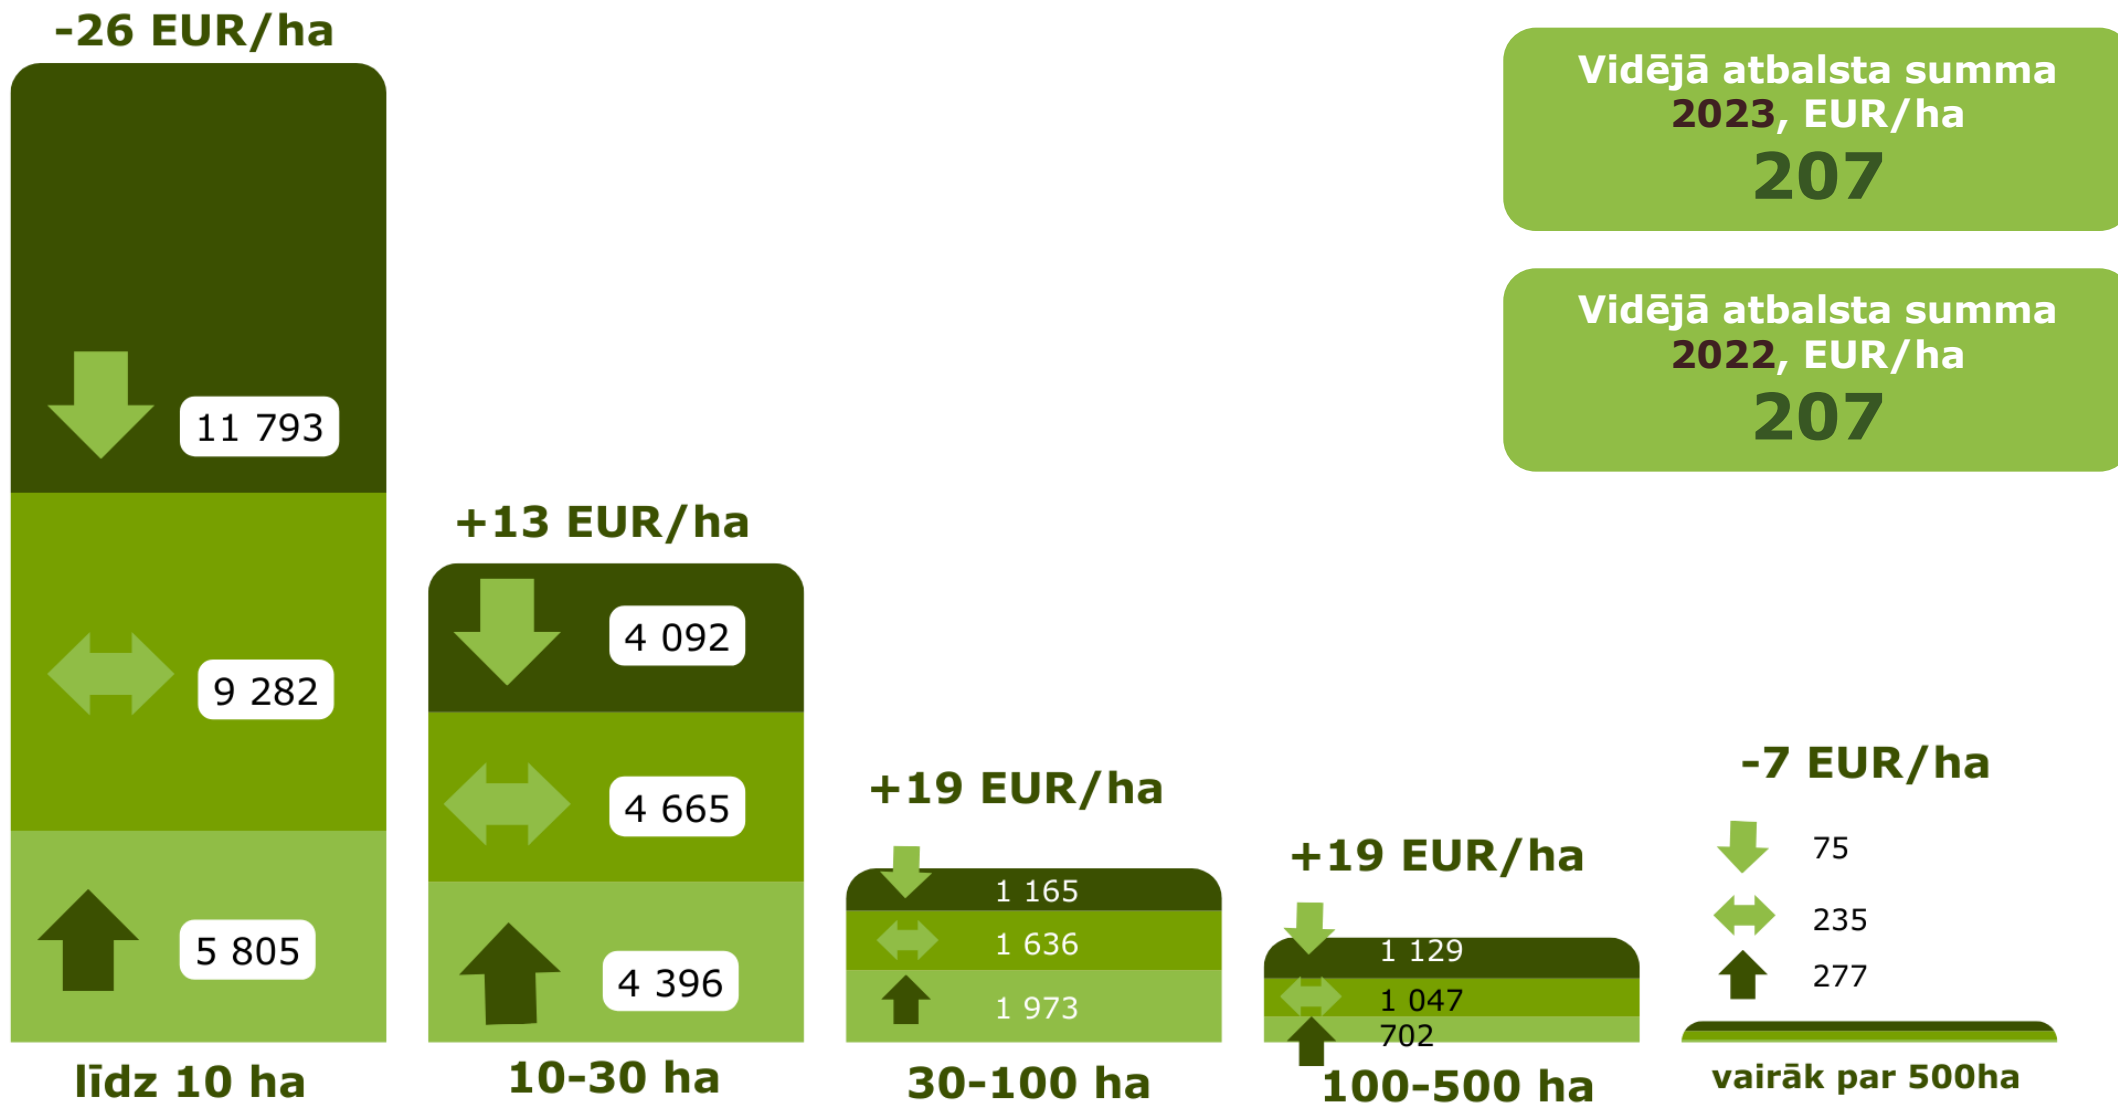 -26 EUR/ha
11 793
9 282
5 805
līdz 10 ha
+13 EUR/ha
4 092
4 665
4 396
10-30 ha
+19 EUR/ha
1 165
1 636
1 973
30-100 ha
+19 EUR/ha
1 129
1 047
702
100-500 ha
-7 EUR/ha
75
235
277
vairāk par 500ha
Vidējā atbalsta summa
2023, EUR/ha
207
Vidējā atbalsta summa
2022, EUR/ha
207